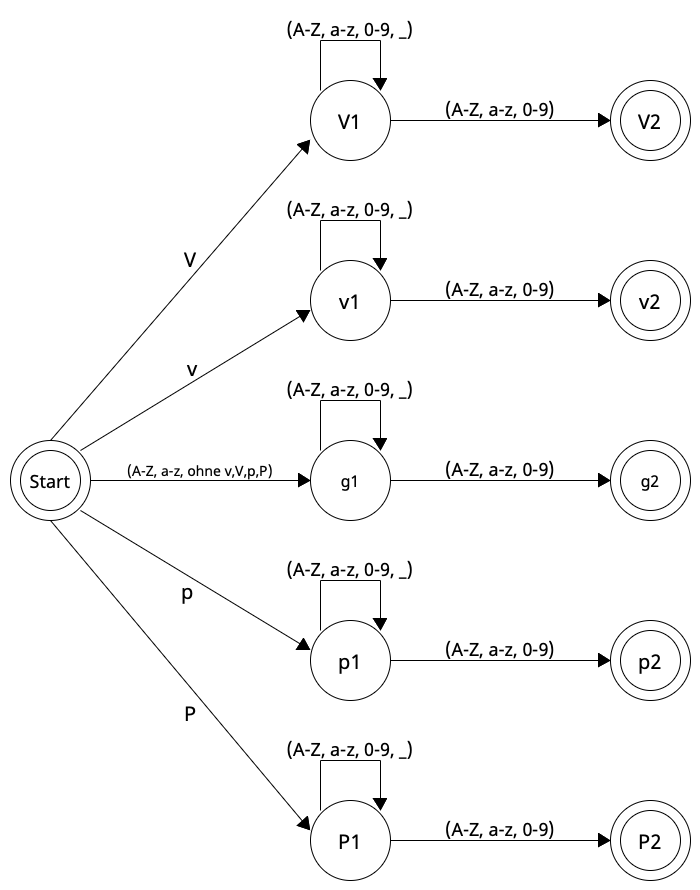 (A-Z, a-z, 0-9, _)
V1
(A-Z, a-z, 0-9)
V2
V
(A-Z, a-z, 0-9, _)
v1
(A-Z, a-z, 0-9)
v2
v
(A-Z, a-z, 0-9, _)
Start
(A-Z, a-z, ohne v,V,p,P)
g1
(A-Z, a-z, 0-9)
g2
p
(A-Z, a-z, 0-9, _)
p1
(A-Z, a-z, 0-9)
p2
P
(A-Z, a-z, 0-9, _)
P1
(A-Z, a-z, 0-9)
P2